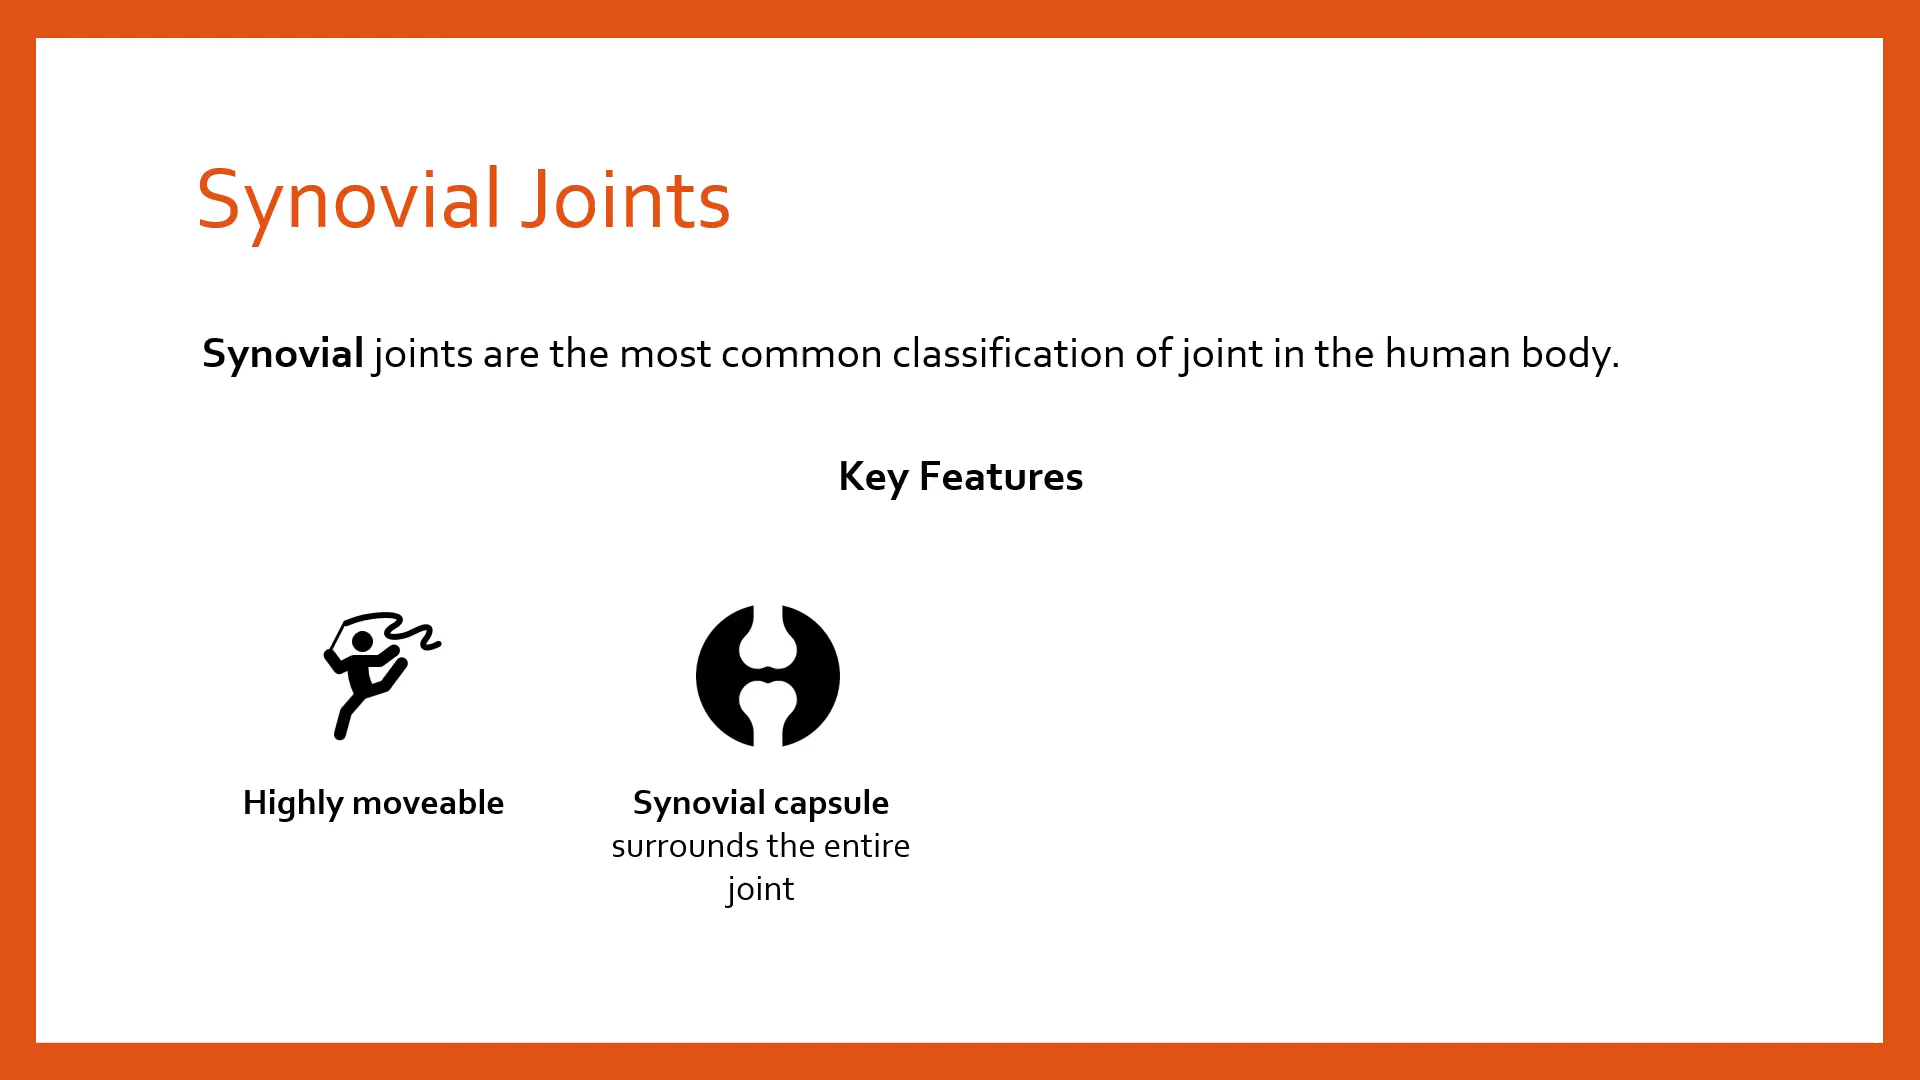 Synovial Joints
Synovial joints are the most common classification of joint in the human body.
Key Features
Highly moveable
Synovial capsule
surrounds the entire
joint